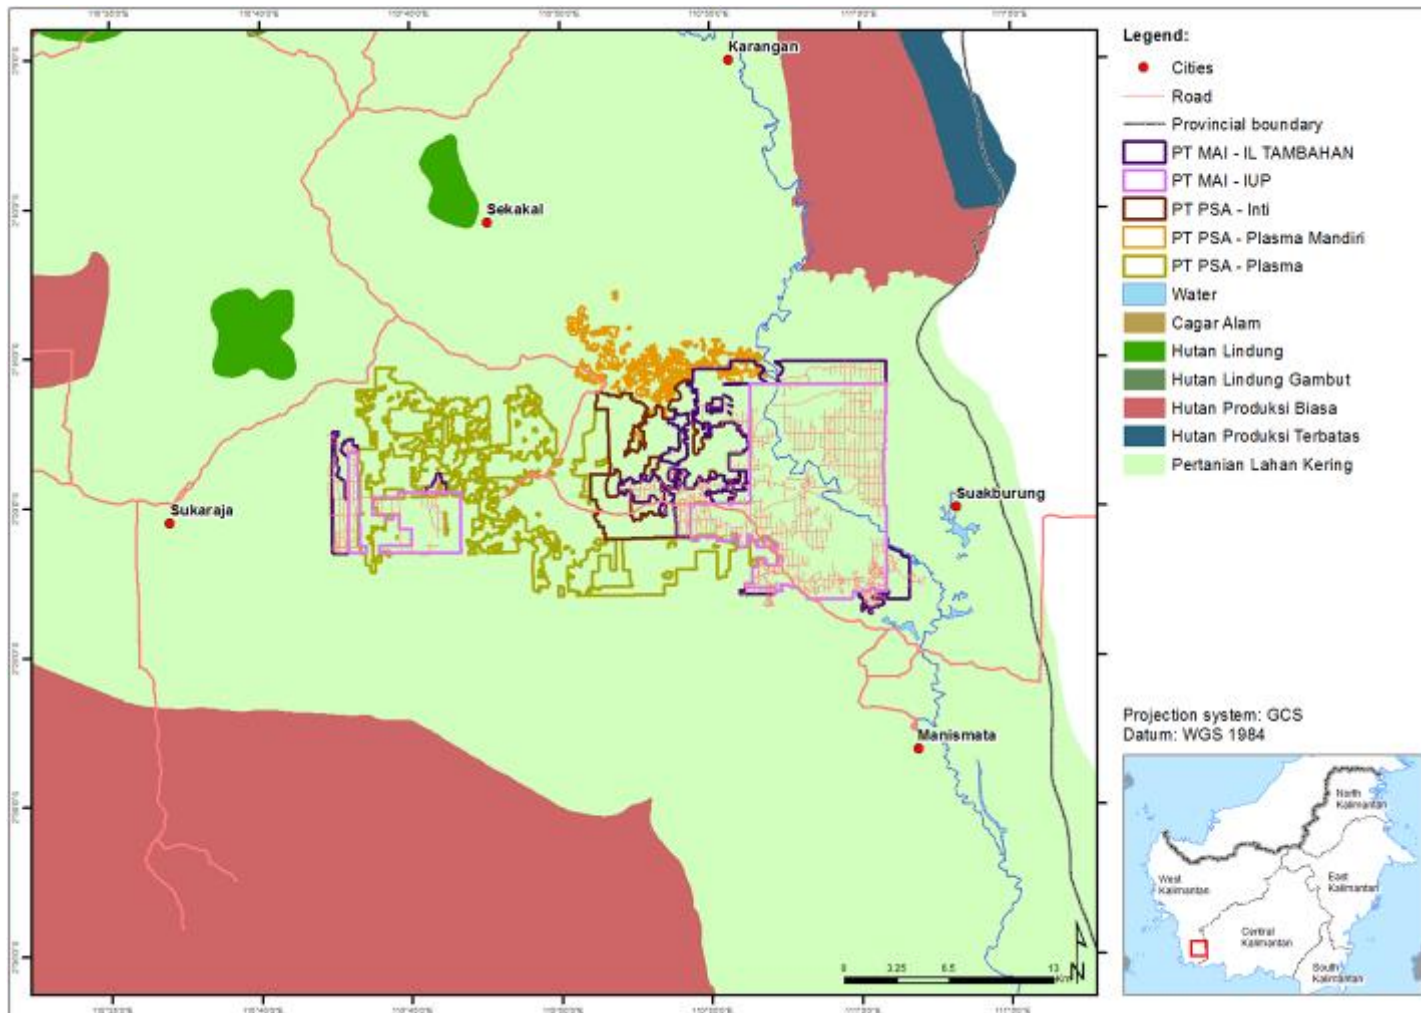 Legend:
Cities
Road
Provincial boundary
PT MAI - IL TAMBAHAN
PT MAI - IUP
PT PSA - Inti
PT PSA - Plasma Mandiri
PT PSA - Plasma
Water
Cagar Alam
Hutan Lindung
Hutan Lindung Gambut
Hutan Produksi Biasa
Hutan Produksi Terbatas
Pertanian Lahan Kering
Karangan
Sekakai
Sukaraja
Suakburung
Manismata
0 3.25 6.5 13
Km
N
Projection system: GCS
Datum: WGS 1984
North
Kalimantan
West
Kalimantan
East
Kalimantan
Central
Kalimantan
South
Kalimantan